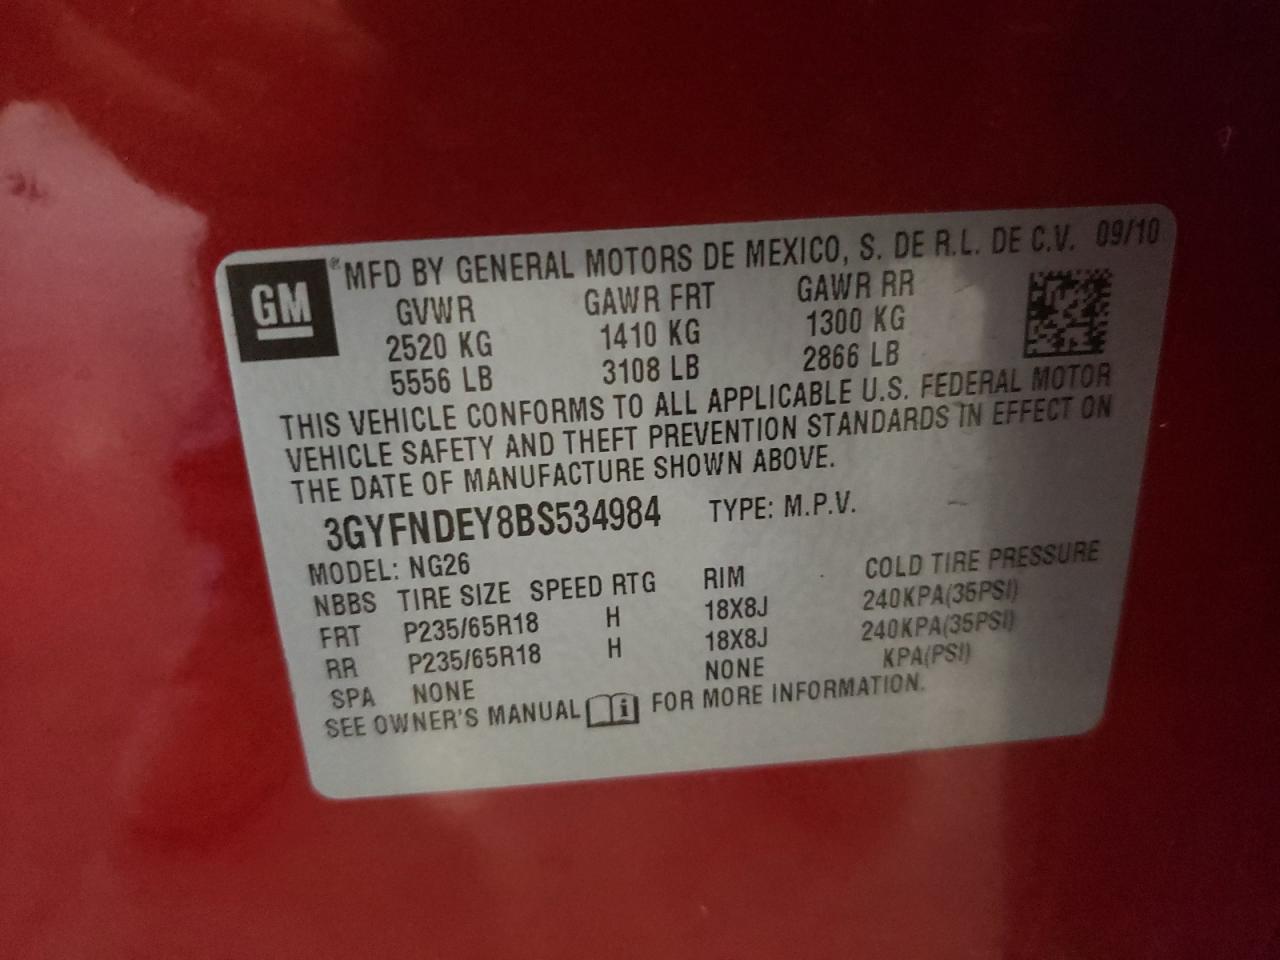 GM ® MFD BY GENERAL MOTORS DE MEXICO, S. DE R.L. DE C.V. 09/10
GVWR GAWR FRT GAWR RR
2520 KG 1410 KG 1300 KG
5556 LB 3108 LB 2866 LB
THIS VEHICLE CONFORMS TO ALL APPLICABLE U.S. FEDERAL MOTOR
VEHICLE SAFETY AND THEFT PREVENTION STANDARDS IN EFFECT ON
THE DATE OF MANUFACTURE SHOWN ABOVE.
3GYFNDEY8BS534984 TYPE: M.P.V.
MODEL: NG26
NBBS TIRE SIZE SPEED RTG RIM COLD TIRE PRESSURE
FRT P235/65R18 H 18X8J 240KPA(35PSI)
RR P235/65R18 H 18X8J 240KPA(35PSI)
SPA NONE NONE KPA(PSI)
SEE OWNER'S MANUAL i FOR MORE INFORMATION.